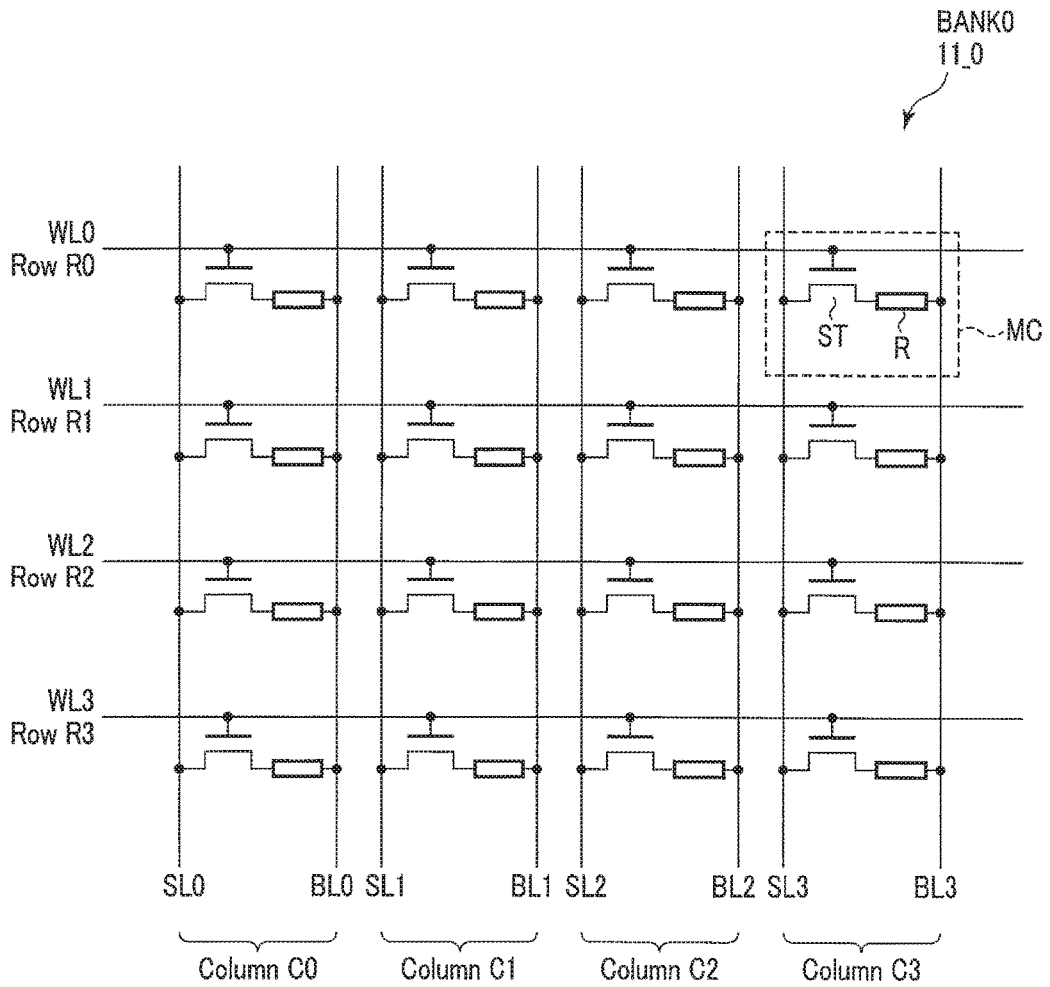 BANK0
11_0
WL0
Row R0
ST
R
MC
WL1
Row R1
WL2
Row R2
WL3
Row R3
SL0
BL0
SL1
BL1
SL2
BL2
SL3
BL3
Column C0
Column C1
Column C2
Column C3